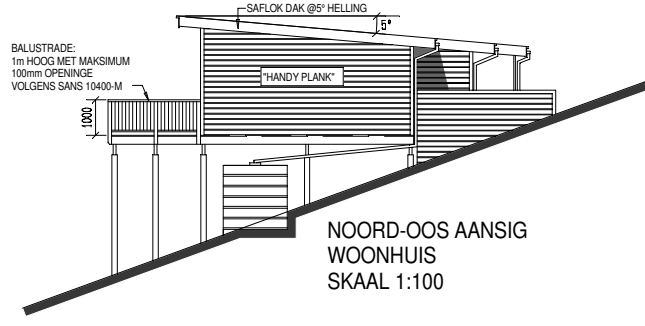 SAFLOK DAK @5° HELLING
5°
BALUSTRADE:
1m HOOG MET MAKSIMUM
100mm OPENINGE
VOLGENS SANS 10400-M
"HANDY PLANK"
1000
NOORD-OOS AANSIG
WOONHUIS
SKAAL 1:100